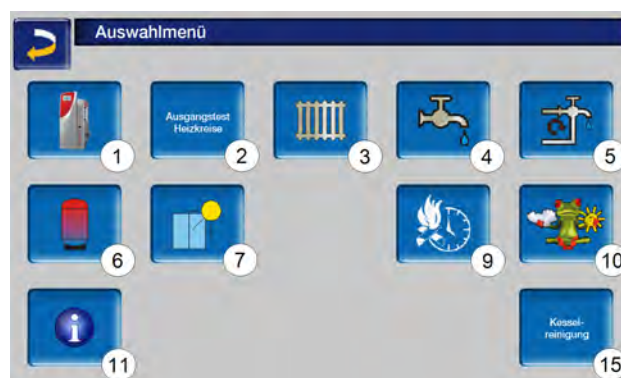 Auswahlmenü
Ausgangstest
Heizkreise
1
2
3
4
5
6
7
9
10
i
11
Kessel-
reinigung
15